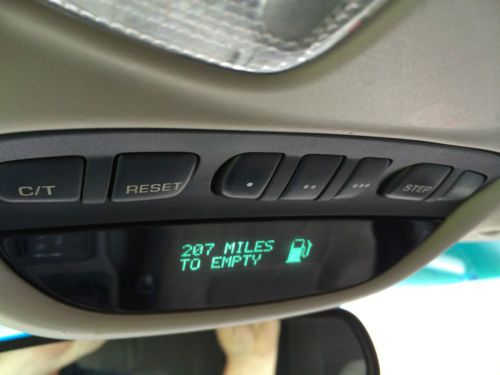 C/T RESET STEP
207 MILES
TO EMPTY